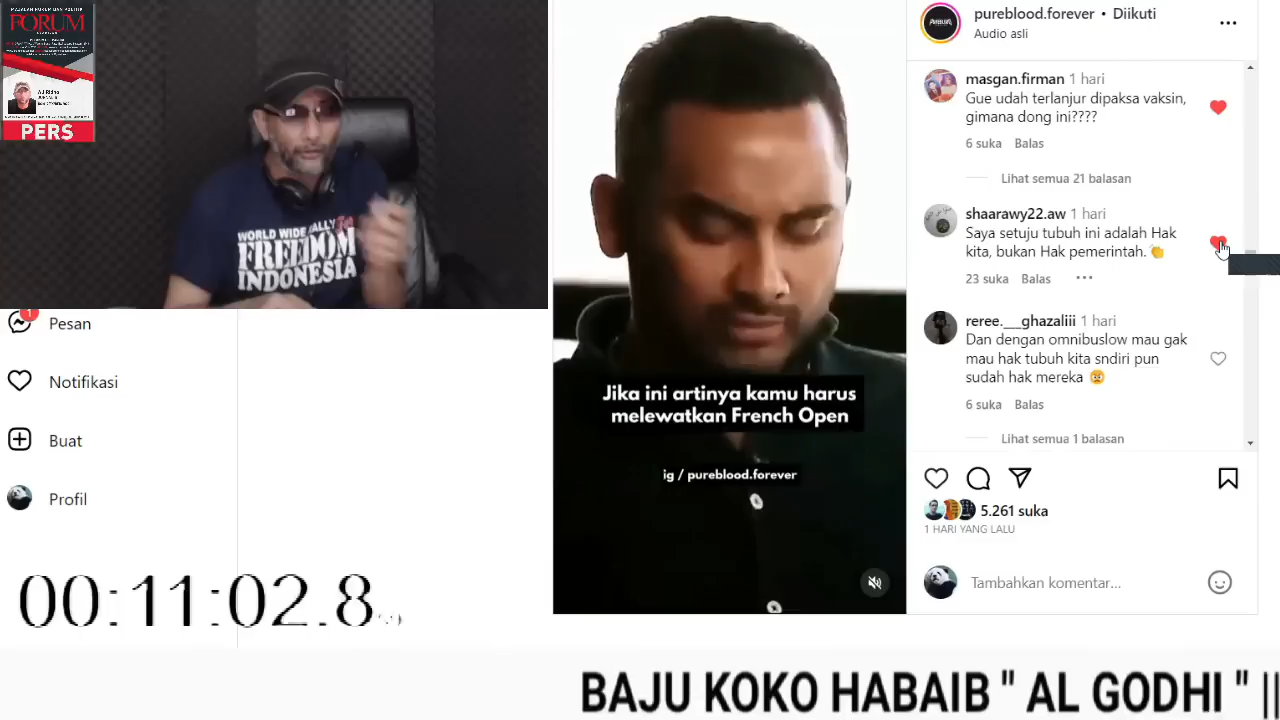 MAJALAH FORUM DAN POLITIK
FORUM
PERS
WORLD WIDE RALLY
FREEDOM
INDONESIA
Pesan
Notifikasi
Buat
Profil
00:11:02.8
Jika ini artinya kamu harus
melewatkan French Open
ig / pureblood.forever
pureblood.forever • Diikuti
Audio asli
masgan.firman 1 hari
Gue udah terlanjur dipaksa vaksin,
gimana dong ini????
6 suka Balas
Lihat semua 21 balasan
shaarawy22.aw 1 hari
Saya setuju tubuh ini adalah Hak
kita, bukan Hak pemerintah. 👏
23 suka Balas ...
reree.___ghazaliii 1 hari
Dan dengan omnibuslow mau gak
mau hak tubuh kita sndiri pun
sudah hak mereka 😡
6 suka Balas
Lihat semua 1 balasan
5.261 suka
1 HARI YANG LALU
Tambahkan komentar...
BAJU KOKO HABAIB " AL GODHI " ||